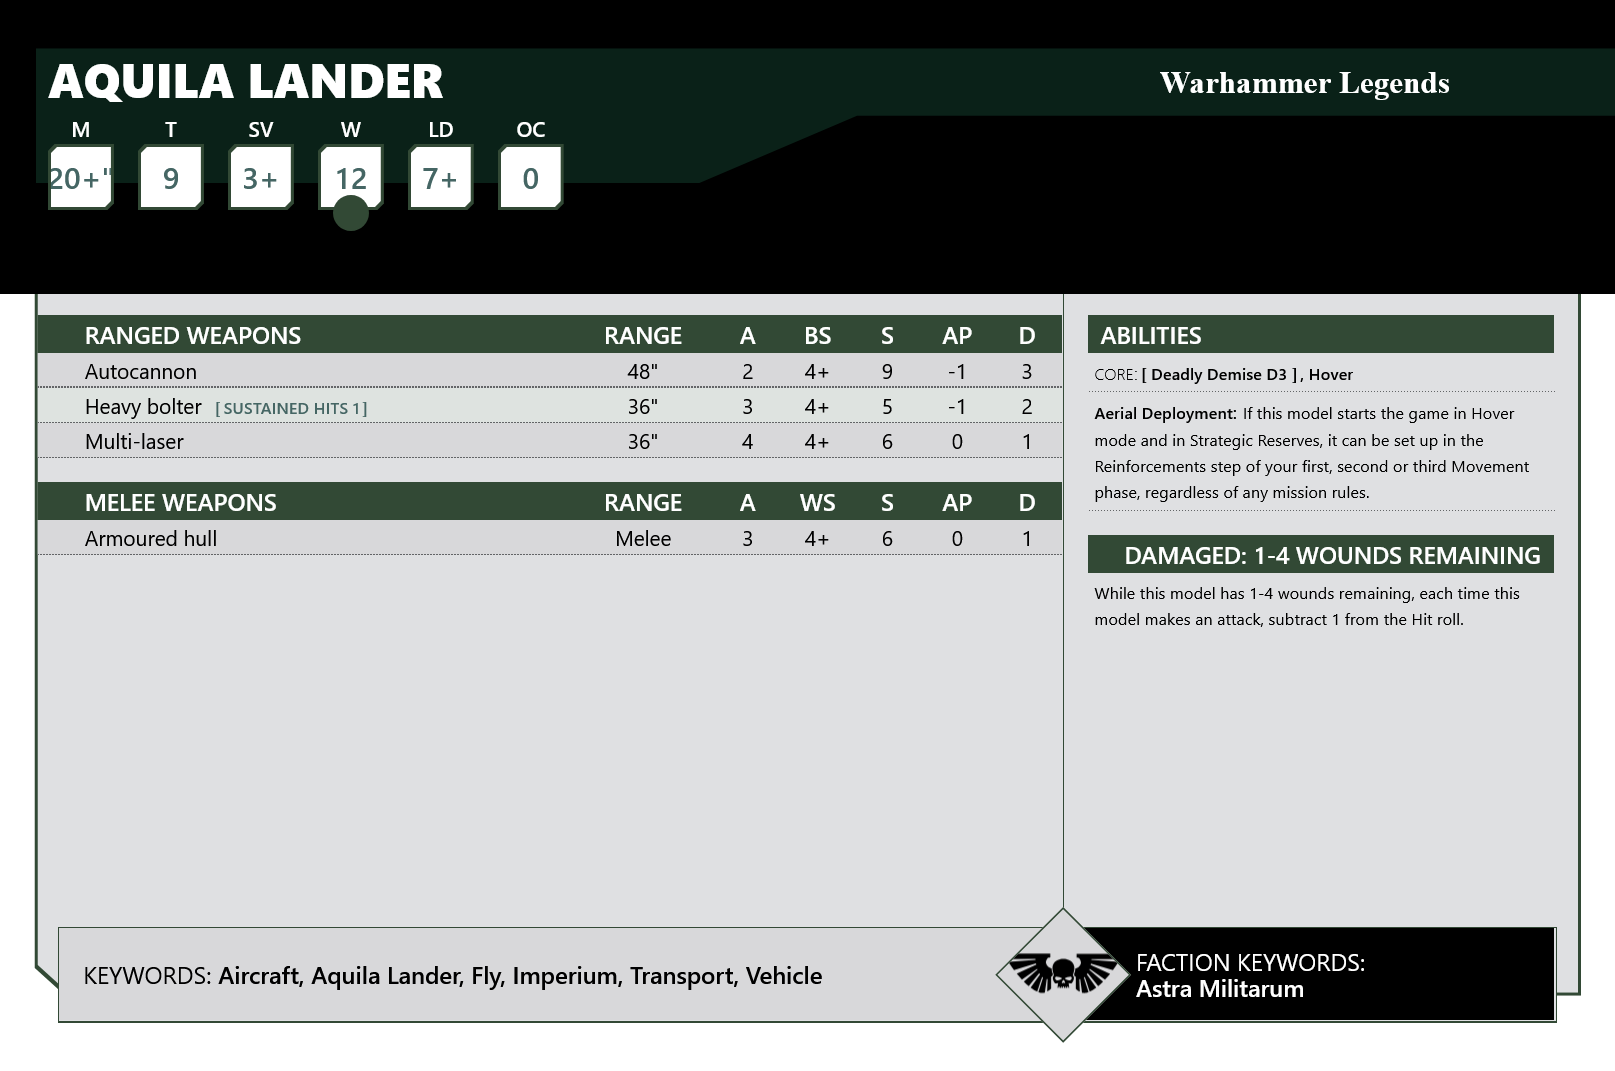 AQUILA LANDER
Warhammer Legends
M T SV W LD OC
20+" 9 3+ 12 7+ 0
RANGED WEAPONS RANGE A BS S AP D
Autocannon 48" 2 4+ 9 -1 3
Heavy bolter [ SUSTAINED HITS 1 ] 36" 3 4+ 5 -1 2
Multi-laser 36" 4 4+ 6 0 1
MELEE WEAPONS RANGE A WS S AP D
Armoured hull Melee 3 4+ 6 0 1
ABILITIES
CORE: [ Deadly Demise D3 ] , Hover
Aerial Deployment: If this model starts the game in Hover
mode and in Strategic Reserves, it can be set up in the
Reinforcements step of your first, second or third Movement
phase, regardless of any mission rules.
DAMAGED: 1-4 WOUNDS REMAINING
While this model has 1-4 wounds remaining, each time this
model makes an attack, subtract 1 from the Hit roll.
KEYWORDS: Aircraft, Aquila Lander, Fly, Imperium, Transport, Vehicle
FACTION KEYWORDS:
Astra Militarum